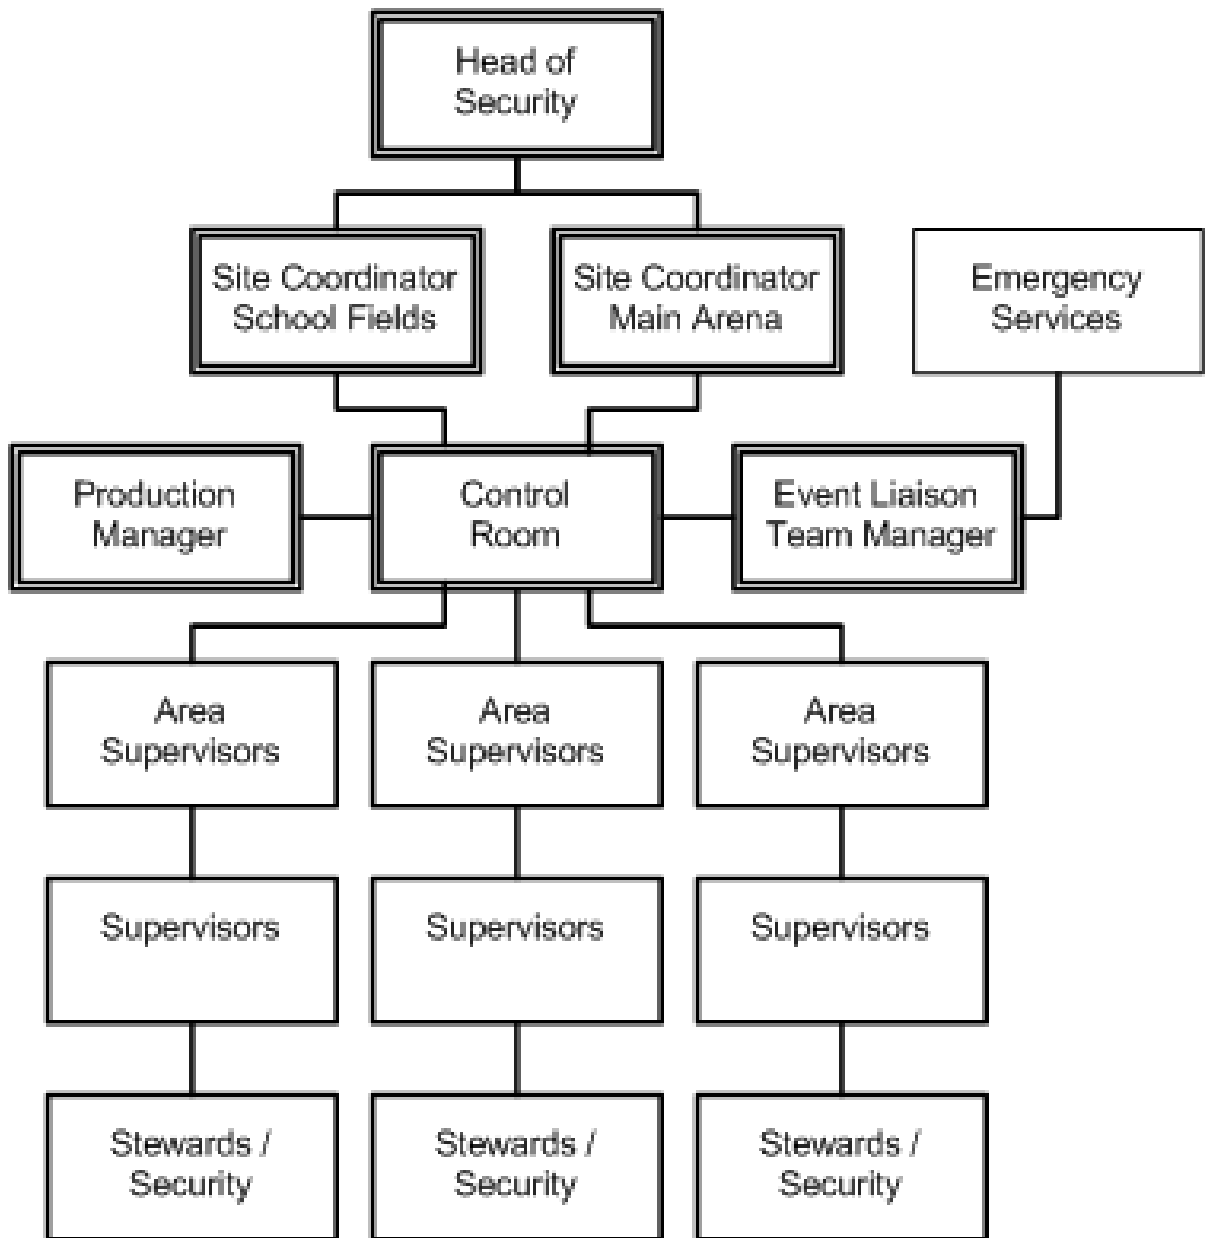 Head of
Security
Site Coordinator
School Fields
Site Coordinator
Main Arena
Emergency
Services
Production
Manager
Control
Room
Event Liaison
Team Manager
Area
Supervisors
Area
Supervisors
Area
Supervisors
Supervisors
Supervisors
Supervisors
Stewards /
Security
Stewards /
Security
Stewards /
Security